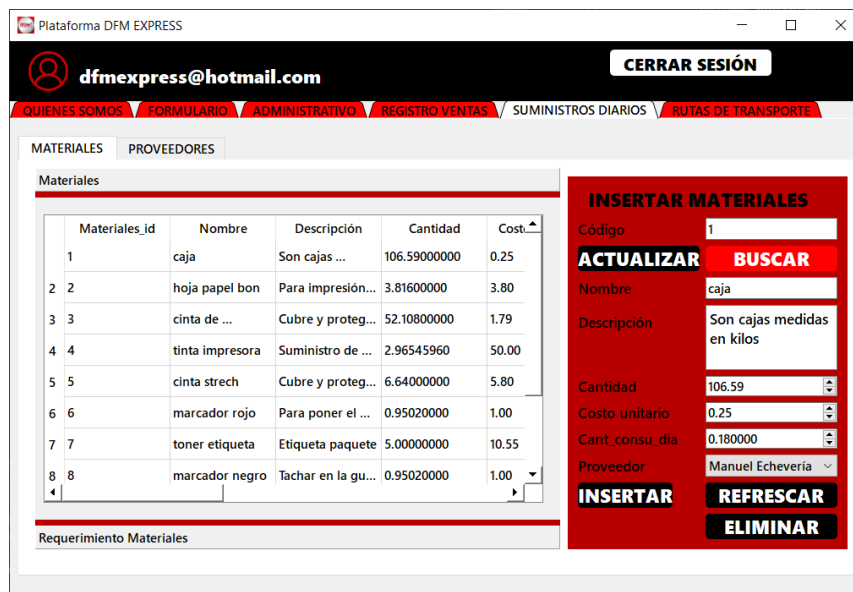 Plataforma DFM EXPRESS
dfmexpress@hotmail.com
CERRAR SESIÓN
QUIENES SOMOS FORMULARIO ADMINISTRATIVO REGISTRO VENTAS SUMINISTROS DIARIOS RUTAS DE TRANSPORTE
MATERIALES PROVEEDORES
Materiales
Materiales_id Nombre Descripción Cantidad Costo
1 caja Son cajas ... 106.59000000 0.25
2 2 hoja papel bon Para impresión... 3.81600000 3.80
3 3 cinta de ... Cubre y proteg... 52.10800000 1.79
4 4 tinta impresora Suministro de ... 2.96545960 50.00
5 5 cinta strech Cubre y proteg... 6.64000000 5.80
6 6 marcador rojo Para poner el ... 0.95020000 1.00
7 7 toner etiqueta Etiqueta paquete 5.00000000 10.55
8 8 marcador negro Tachar en la gu... 0.95020000 1.00
Requerimiento Materiales
INSERTAR MATERIALES
Código 1
ACTUALIZAR BUSCAR
Nombre caja
Descripción Son cajas medidas
en kilos
Cantidad 106.59
Costo unitario 0.25
Cant_consu_dia 0.180000
Proveedor Manuel Echevería
INSERTAR REFRESCAR
ELIMINAR